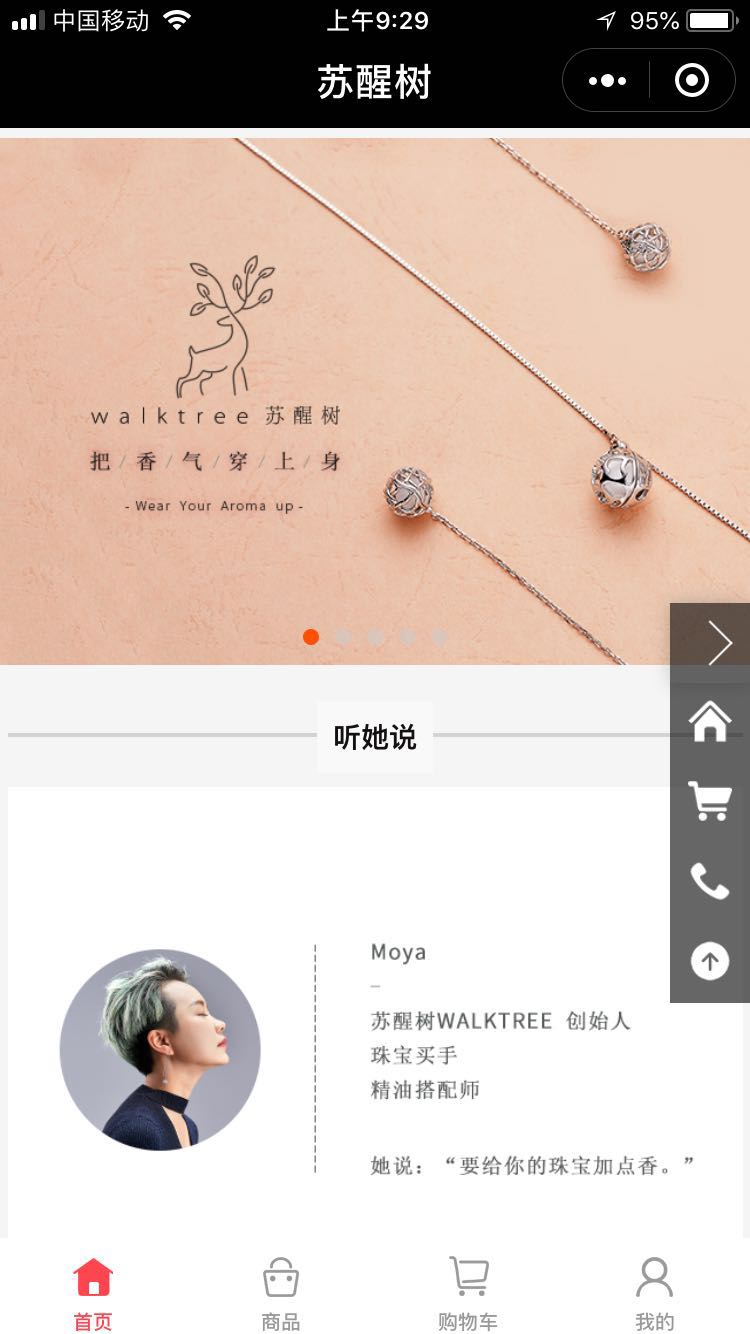 中国移动
上午9:29
95%
苏醒树
walktree 苏醒树
把/香/气/穿/上/身
- Wear Your Aroma up -
听她说
Moya
–
苏醒树WALKTREE 创始人
珠宝买手
精油搭配师
她说：“要给你的珠宝加点香。”
首页
商品
购物车
我的